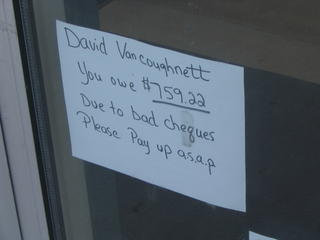 David Vancoughnett
You owe $759.22
Due to bad cheques
Please Pay up a.s.a.p